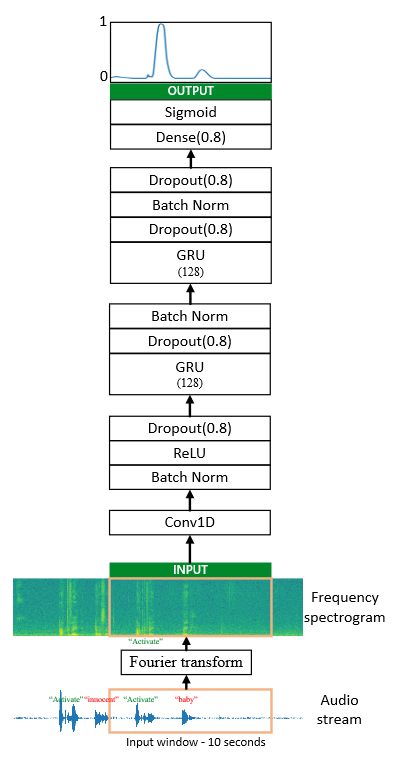 1
0
OUTPUT
Sigmoid
Dense(0.8)
Dropout(0.8)
Batch Norm
Dropout(0.8)
GRU
(128)
Batch Norm
Dropout(0.8)
GRU
(128)
Dropout(0.8)
ReLU
Batch Norm
Conv1D
INPUT
Frequency
spectrogram
“Activate”
Fourier transform
“Activate” “innocent” “Activate” “baby”
Audio
stream
Input window - 10 seconds